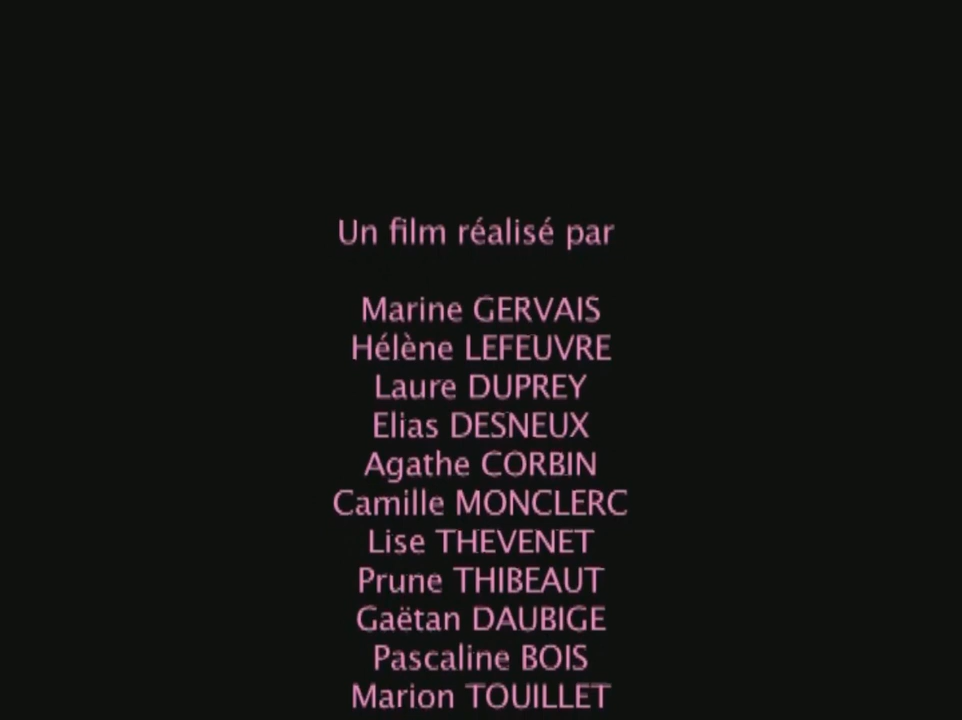 Un film réalisé par
Marine GERVAIS
Hélène LEFEUVRE
Laure DUPREY
Elias DESNEUX
Agathe CORBIN
Camille MONCLERC
Lise THEVENET
Prune THIBEAUT
Gaëtan DAUBIGE
Pascaline BOIS
Marion TOUILLET